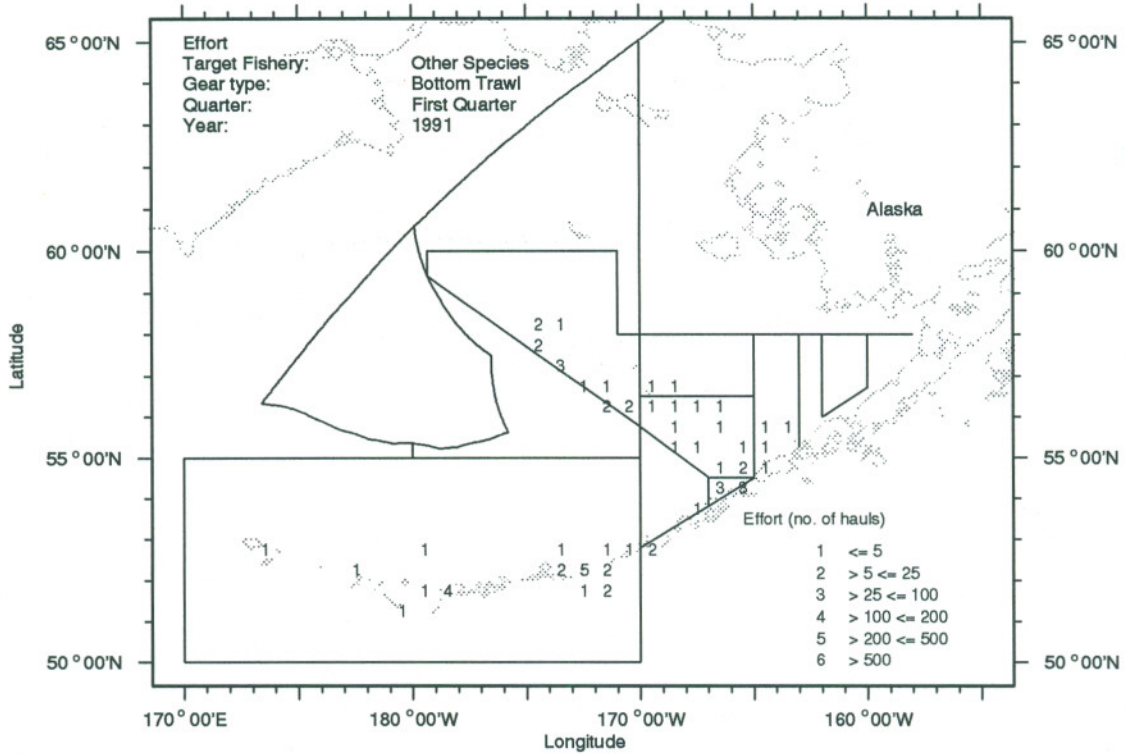 65 °00'N
65 °00'N
Effort
Target Fishery: Other Species
Gear type: Bottom Trawl
Quarter: First Quarter
Year: 1991
Alaska
60 °00'N
60 °00'N
2 1
2
3
1 1 1 1
2 2 1 1 1 1
1 1 1 1
1 1 1 1
1 2 1
55 °00'N
55 °00'N
3
1
Latitude
Effort (no. of hauls)
1 1 1 1 1 2
1 2 5 2
1 4 1 2
1
1 <= 5
2 > 5 <= 25
3 > 25 <= 100
4 > 100 <= 200
5 > 200 <= 500
6 > 500
50 °00'N
50 °00'N
170 °00'E
180 °00'W
170 °00'W
160 °00'W
Longitude